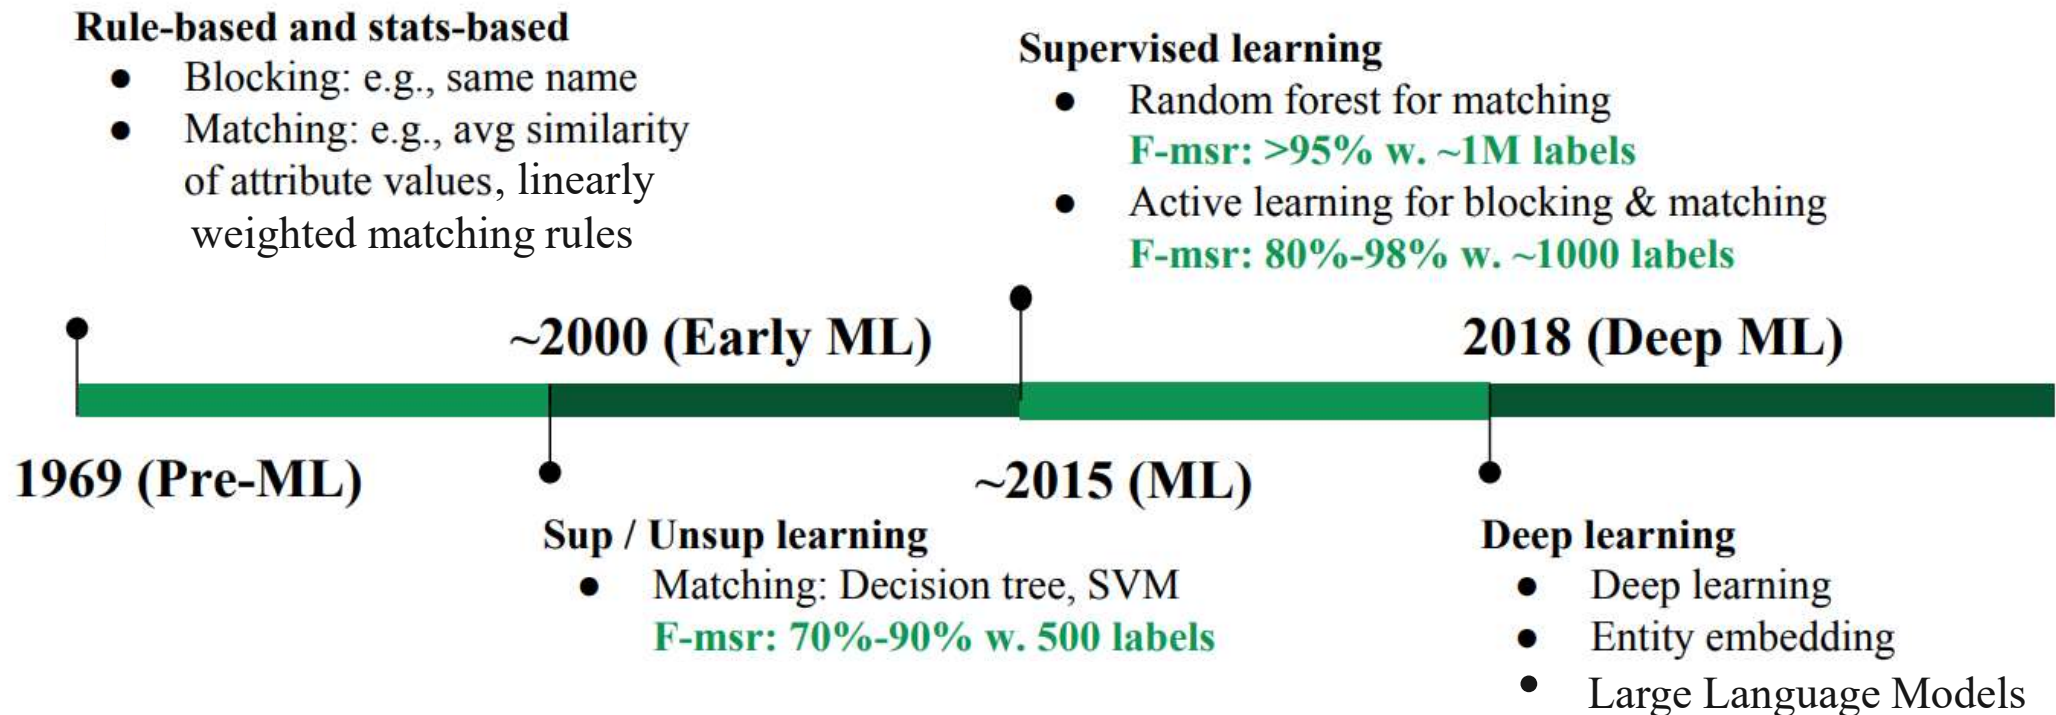 Rule-based and stats-based
● Blocking: e.g., same name
● Matching: e.g., avg similarity
of attribute values, linearly
weighted matching rules
Supervised learning
● Random forest for matching
F-msr: >95% w. ~1M labels
● Active learning for blocking & matching
F-msr: 80%-98% w. ~1000 labels
~2000 (Early ML)
2018 (Deep ML)
1969 (Pre-ML)
~2015 (ML)
Sup / Unsup learning
● Matching: Decision tree, SVM
F-msr: 70%-90% w. 500 labels
Deep learning
● Deep learning
● Entity embedding
● Large Language Models